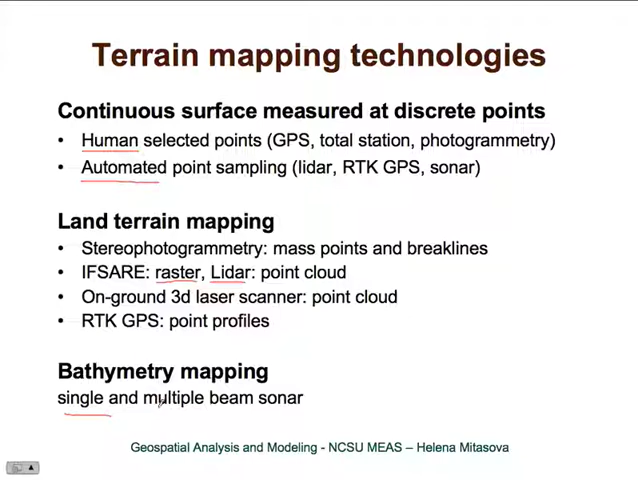 Terrain mapping technologies
Continuous surface measured at discrete points
• Human selected points (GPS, total station, photogrammetry)
• Automated point sampling (lidar, RTK GPS, sonar)
Land terrain mapping
• Stereophotogrammetry: mass points and breaklines
• IFSARE: raster, Lidar: point cloud
• On-ground 3d laser scanner: point cloud
• RTK GPS: point profiles
Bathymetry mapping
single and multiple beam sonar
Geospatial Analysis and Modeling - NCSU MEAS – Helena Mitasova